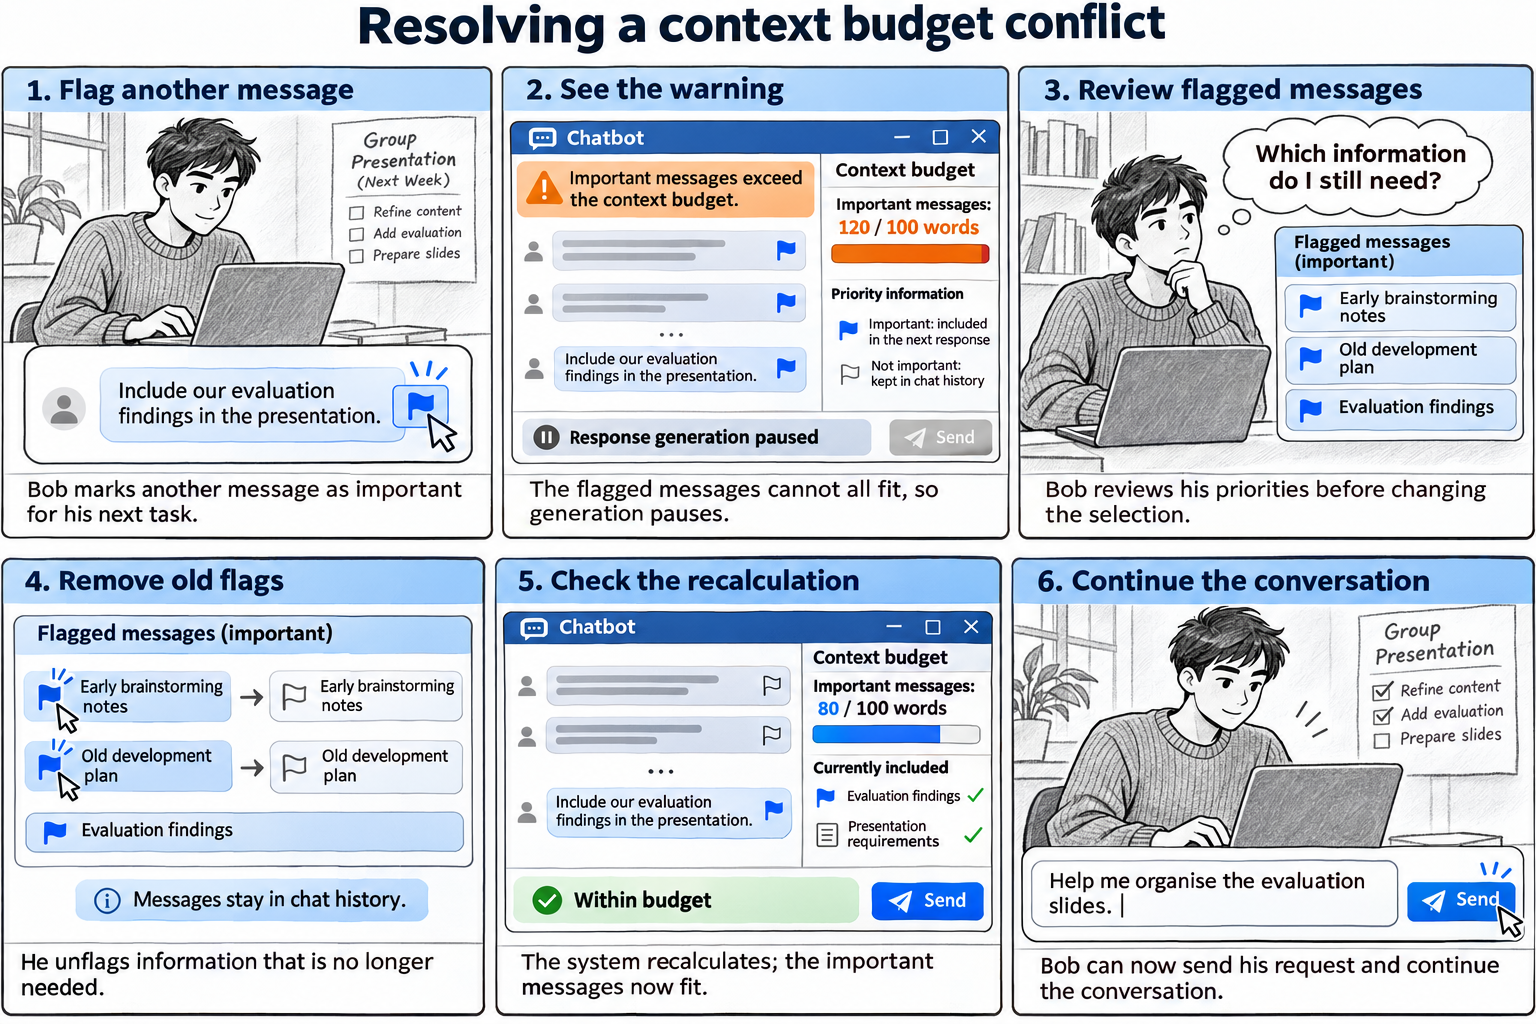 Resolving a context budget conflict
1. Flag another message
Group
Presentation
(Next Week)
Refine content
Add evaluation
Prepare slides
Include our evaluation
findings in the presentation.
Bob marks another message as important
for his next task.
2. See the warning
Chatbot
Important messages exceed
the context budget.
Include our evaluation
findings in the presentation.
Context budget
Important messages:
120 / 100 words
Priority information
Important: included
in the next response
Not important:
kept in chat history
Response generation paused
Send
The flagged messages cannot all fit, so
generation pauses.
3. Review flagged messages
Which information
do I still need?
Flagged messages
(important)
Early brainstorming
notes
Old development
plan
Evaluation findings
Bob reviews his priorities before changing
the selection.
4. Remove old flags
Flagged messages (important)
Early brainstorming
notes
Early brainstorming
notes
Old development
plan
Old development
plan
Evaluation findings
Messages stay in chat history.
He unflags information that is no longer
needed.
5. Check the recalculation
Chatbot
Include our evaluation
findings in the presentation.
Context budget
Important messages:
80 / 100 words
Currently included
Evaluation findings
Presentation
requirements
Within budget
Send
The system recalculates; the important
messages now fit.
6. Continue the conversation
Group
Presentation
Refine content
Add evaluation
Prepare slides
Help me organise the evaluation
slides.
Send
Bob can now send his request and continue
the conversation.